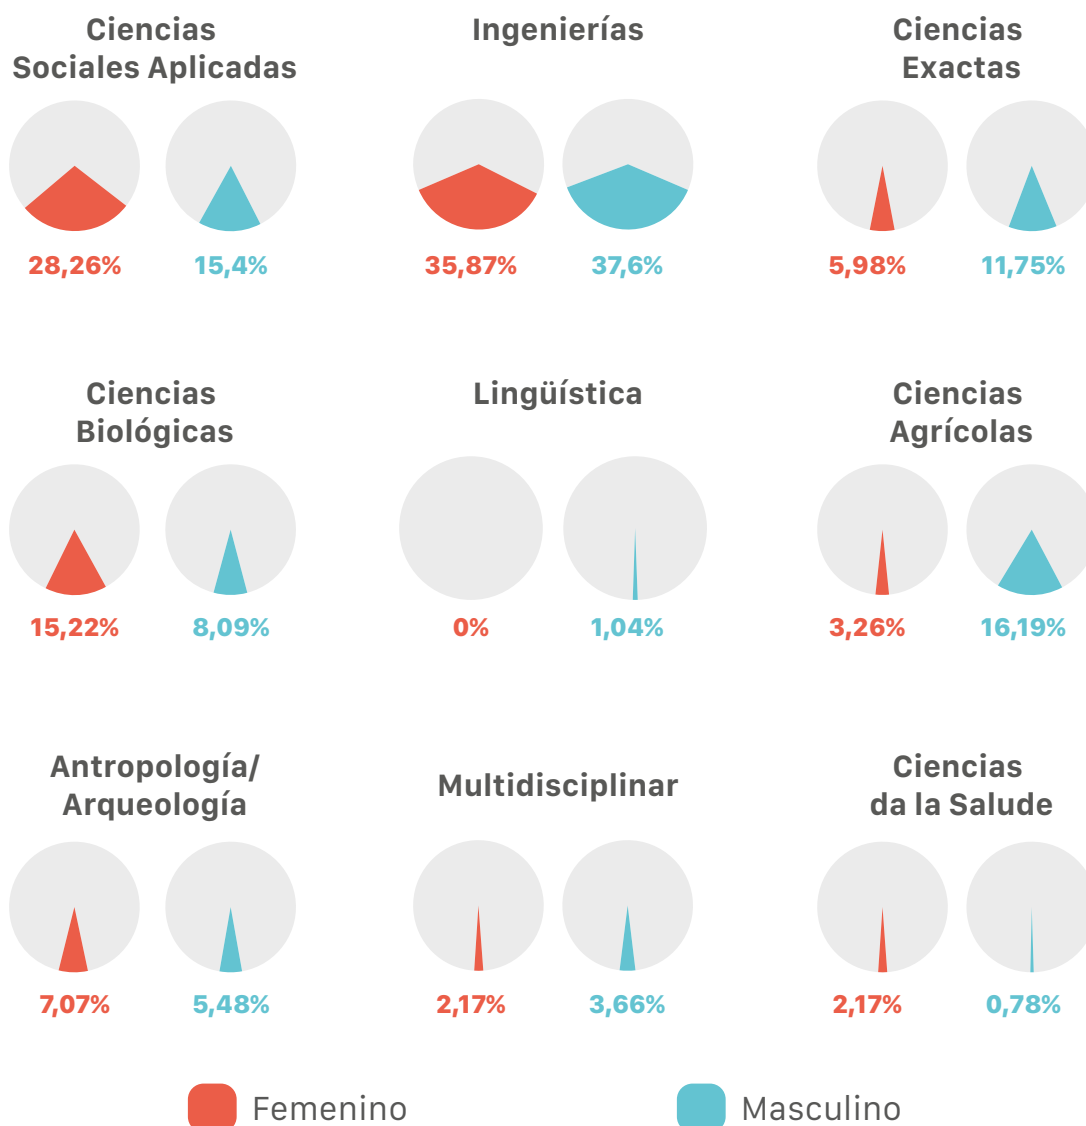 Ciencias
Sociales Aplicadas
28,26%
15,4%
Ingenierías
35,87%
37,6%
Ciencias
Exactas
5,98%
11,75%
Ciencias
Biológicas
15,22%
8,09%
Lingüística
0%
1,04%
Ciencias
Agrícolas
3,26%
16,19%
Antropología/
Arqueología
7,07%
5,48%
Multidisciplinar
2,17%
3,66%
Ciencias
da la Salude
2,17%
0,78%
Femenino
Masculino